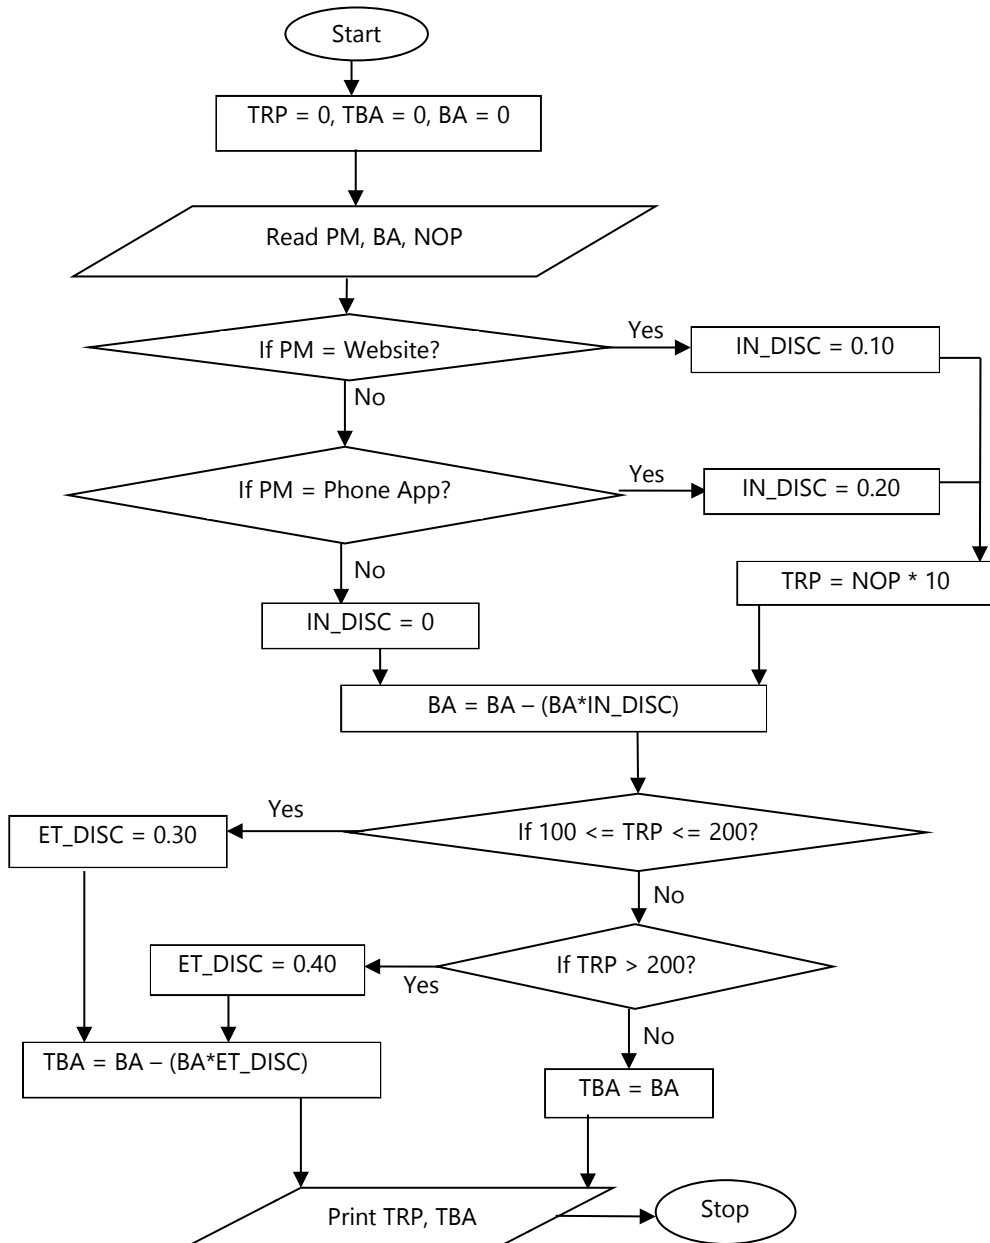 Start
TRP = 0, TBA = 0, BA = 0
Read PM, BA, NOP
If PM = Website?
Yes
IN_DISC = 0.10
No
If PM = Phone App?
Yes
IN_DISC = 0.20
No
TRP = NOP * 10
IN_DISC = 0
BA = BA – (BA*IN_DISC)
If 100 <= TRP <= 200?
Yes
ET_DISC = 0.30
No
If TRP > 200?
Yes
ET_DISC = 0.40
No
TBA = BA – (BA*ET_DISC)
TBA = BA
Print TRP, TBA
Stop